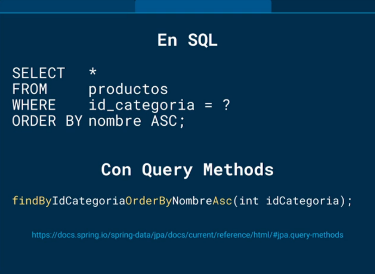 En SQL
SELECT *
FROM productos
WHERE id_categoria = ?
ORDER BY nombre ASC;
Con Query Methods
findByIdCategoriaOrderByNombreAsc(int idCategoria);
https://docs.spring.io/spring-data/jpa/docs/current/reference/html/#jpa.query-methods